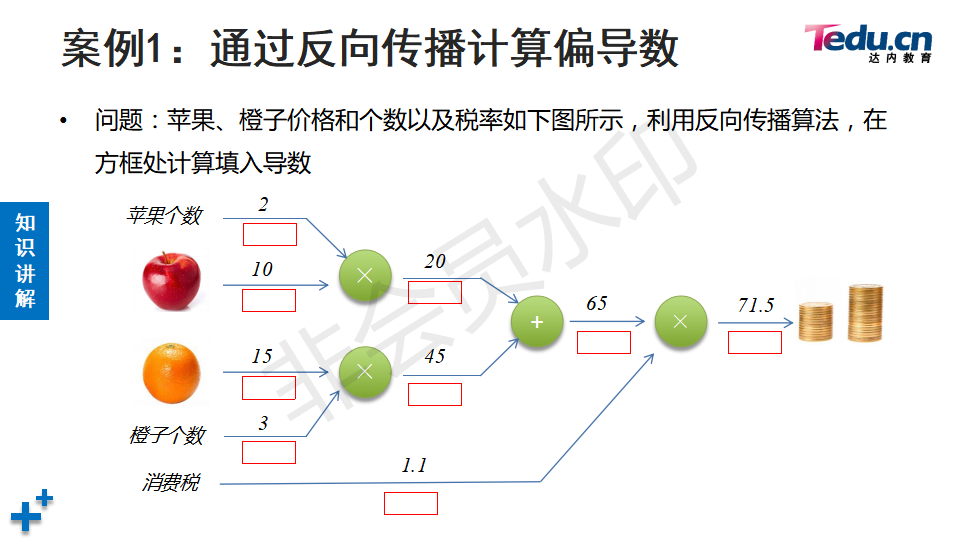 案例1：通过反向传播计算偏导数
Tedu.cn
达内教育
• 问题：苹果、橙子价格和个数以及税率如下图所示，利用反向传播算法，在
方框处计算填入导数
知识讲解
苹果个数
2
10
×
20
+
65
×
71.5
15
×
45
橙子个数
3
消费税
1.1
非会员水印